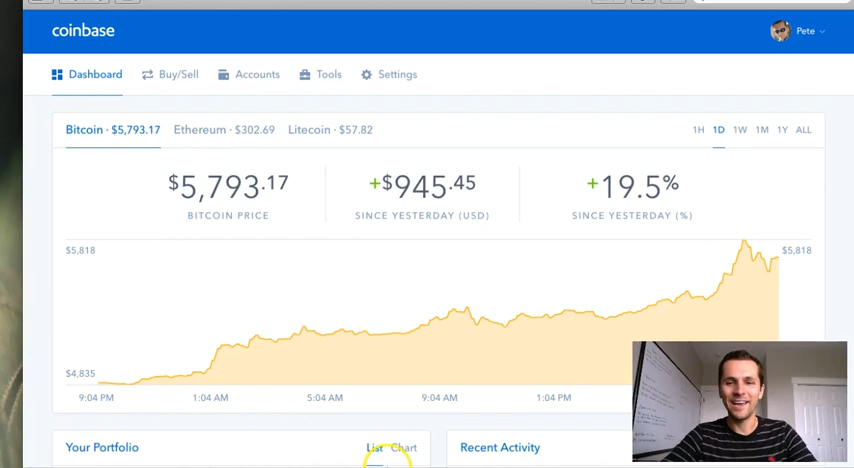 coinbase
Pete
Dashboard Buy/Sell Accounts Tools Settings
Bitcoin · $5,793.17 Ethereum · $302.69 Litecoin · $57.82 1H 1D 1W 1M 1Y ALL
$5,793.17 +$945.45 +19.5%
BITCOIN PRICE SINCE YESTERDAY (USD) SINCE YESTERDAY (%)
$5,818 $5,818
$4,835
9:04 PM 1:04 AM 5:04 AM 9:04 AM 1:04 PM
Your Portfolio List Chart Recent Activity